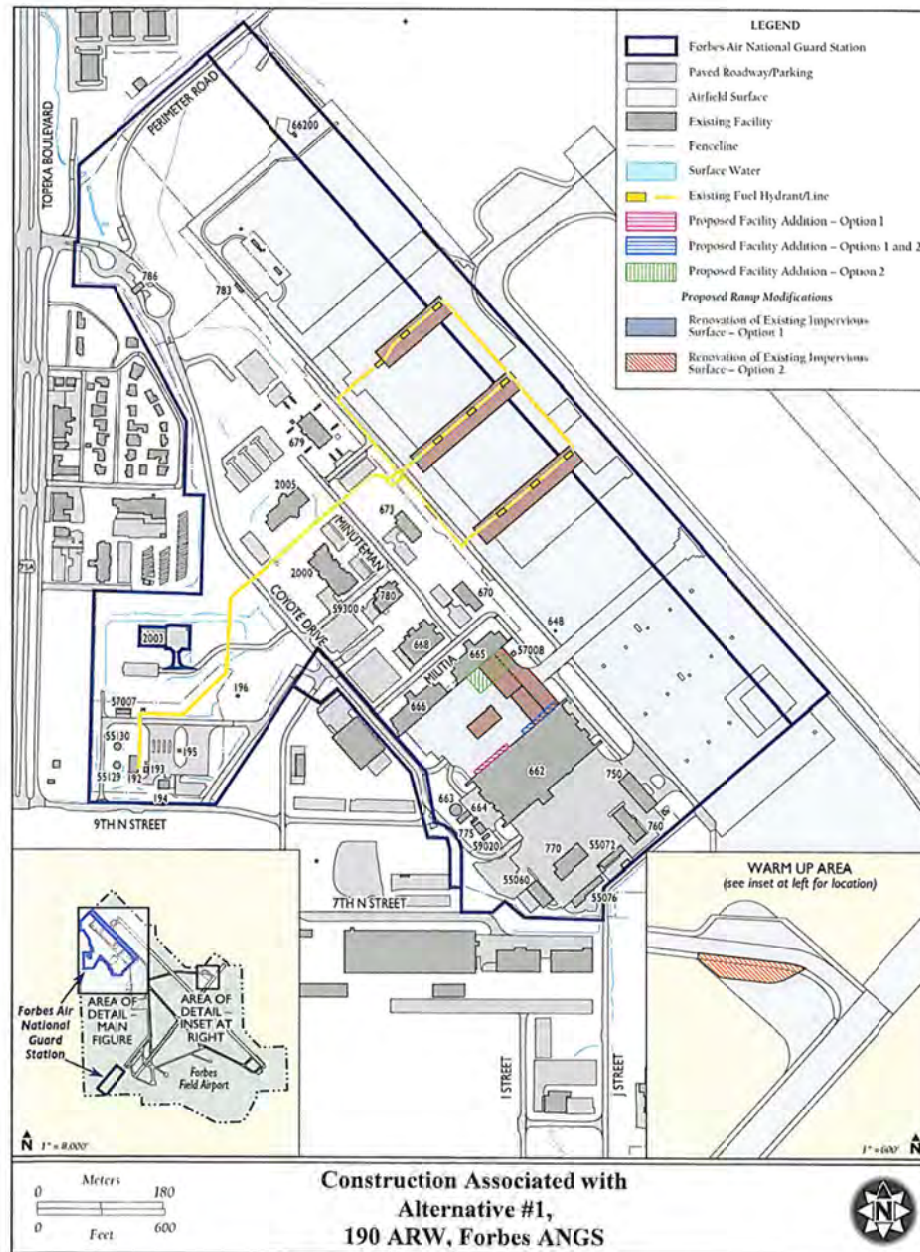 LEGEND
Forbes Air National Guard Station
Paved Roadway/Parking
Airfield Surface
Existing Facility
Fenceline
Surface Water
Existing Fuel Hydrant/Line
Proposed Facility Addition – Option 1
Proposed Facility Addition – Options 1 and 2
Proposed Facility Addition – Option 2
Proposed Ramp Modifications
Renovation of Existing Impervious
Surface – Option 1
Renovation of Existing Impervious
Surface – Option 2
TOPEKA BOULEVARD
PERIMETER ROAD
66200
786
783
679
2005
673
MINUTEMAN
2000
COYOTE DRIVE
59300
780
670
648
668
MILITIA
665
57008
2003
666
196
57007
55130
195
55129
192
193
194
662
750
663
664
775
59020
760
770
55072
55060
55076
75A
9TH N STREET
7TH N STREET
I STREET
J STREET
Forbes Air
National
Guard
Station
AREA OF
DETAIL –
MAIN
FIGURE
AREA OF
DETAIL –
INSET AT
RIGHT
Forbes
Field Airport
N
1" = 8,000'
WARM UP AREA
(see inset at left for location)
1" = 600'
N
Meters
0 180
0 600
Feet
Construction Associated with
Alternative #1,
190 ARW, Forbes ANGS
N